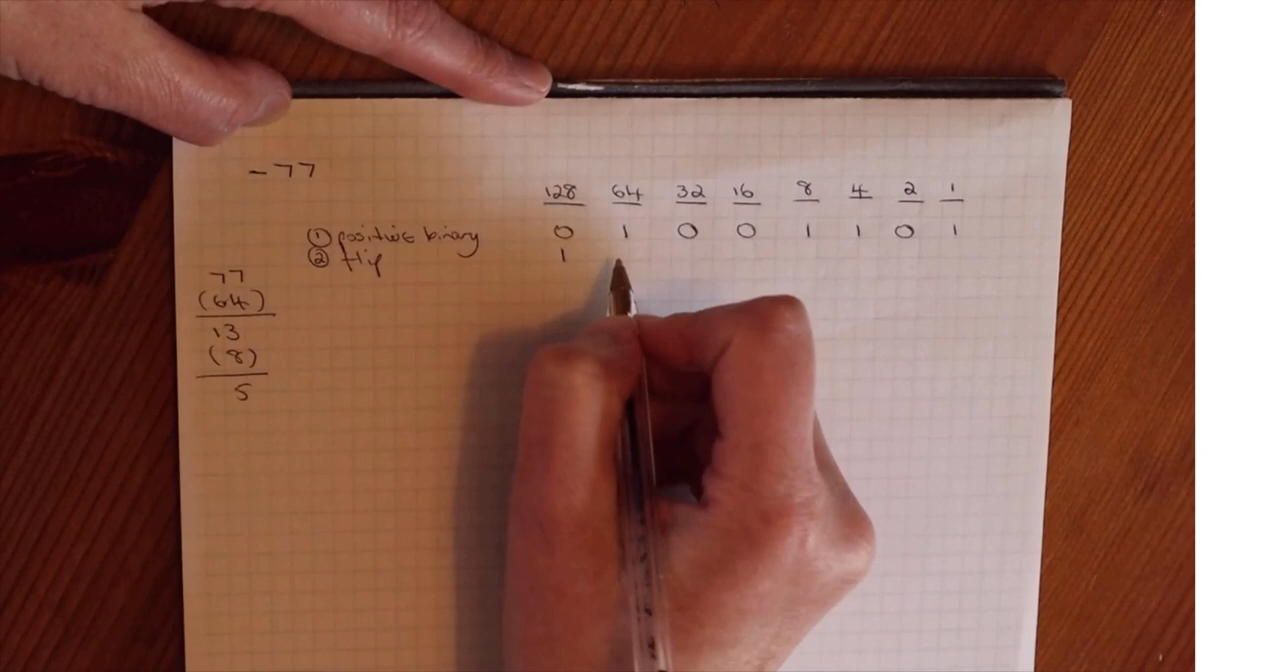 -77
128 64 32 16 8 4 2 1
① positive binary 0 1 0 0 1 1 0 1
② flip 1
77
(64)
13
(8)
5